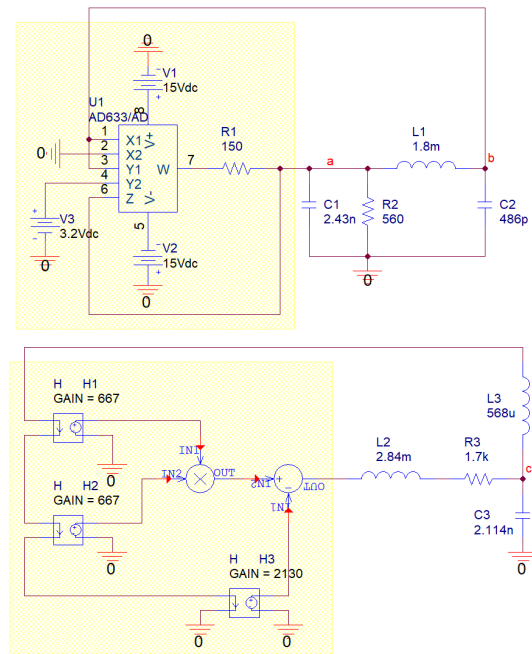 0
V1
15Vdc
U1
AD633/AD
8
1 X1 V+
2 X2
3 Y1 W 7
4 Y2
6 Z V-
0
5
R1
150
a
L1
1.8m
b
C1
2.43n
R2
560
C2
486p
V3
3.2Vdc
0
V2
15Vdc
0
0
H H1
GAIN = 667
0
H H2
GAIN = 667
0
H H3
GAIN = 2130
0
0
IN1
IN2
OUT
IN2
+ -
OUT
IN1
L2
2.84m
R3
1.7k
L3
568u
c
C3
2.114n
0